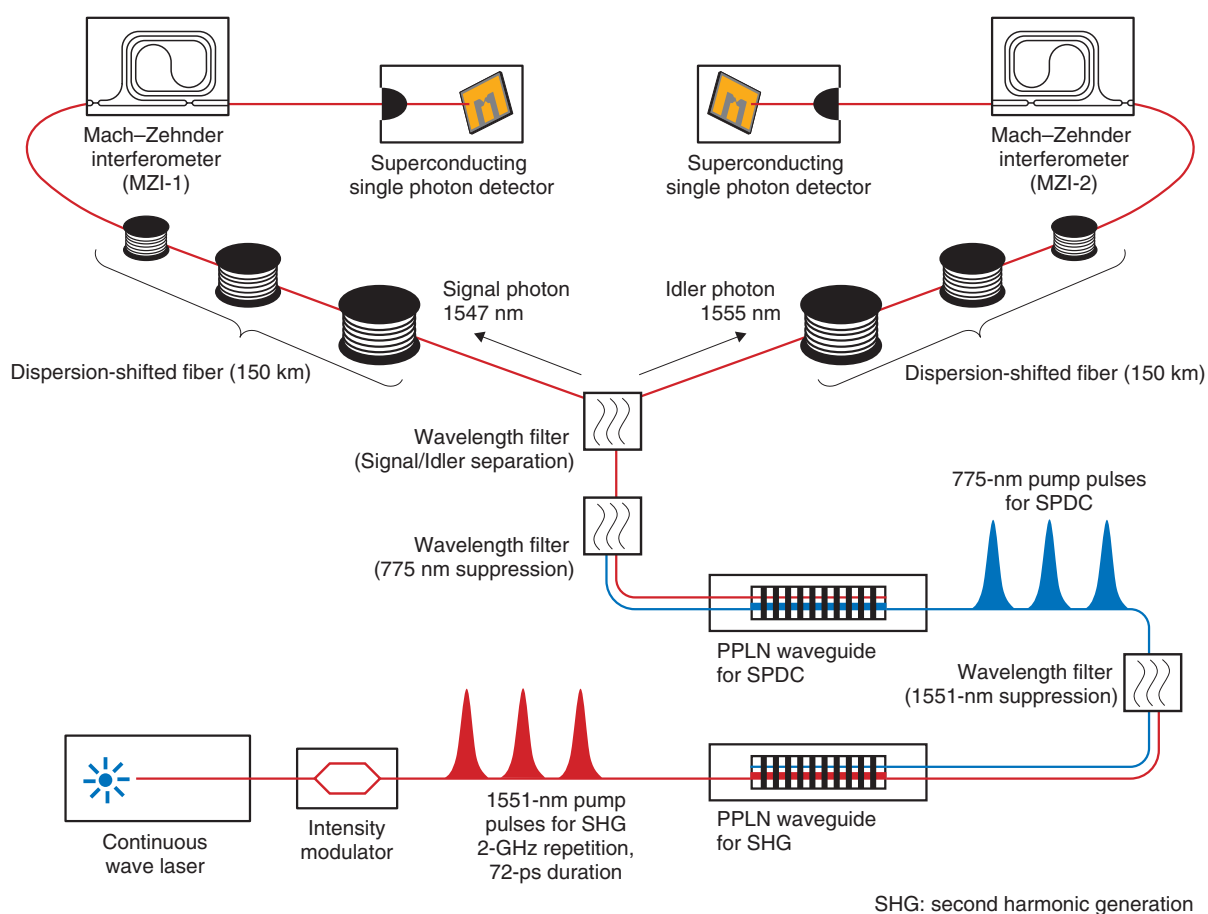 Mach–Zehnder
interferometer
(MZI-1)
Superconducting
single photon detector
Superconducting
single photon detector
Mach–Zehnder
interferometer
(MZI-2)
Signal photon
1547 nm
Idler photon
1555 nm
Dispersion-shifted fiber (150 km)
Dispersion-shifted fiber (150 km)
Wavelength filter
(Signal/Idler separation)
775-nm pump pulses
for SPDC
Wavelength filter
(775 nm suppression)
PPLN waveguide
for SPDC
Wavelength filter
(1551-nm suppression)
Continuous
wave laser
Intensity
modulator
1551-nm pump
pulses for SHG
2-GHz repetition,
72-ps duration
PPLN waveguide
for SHG
SHG: second harmonic generation